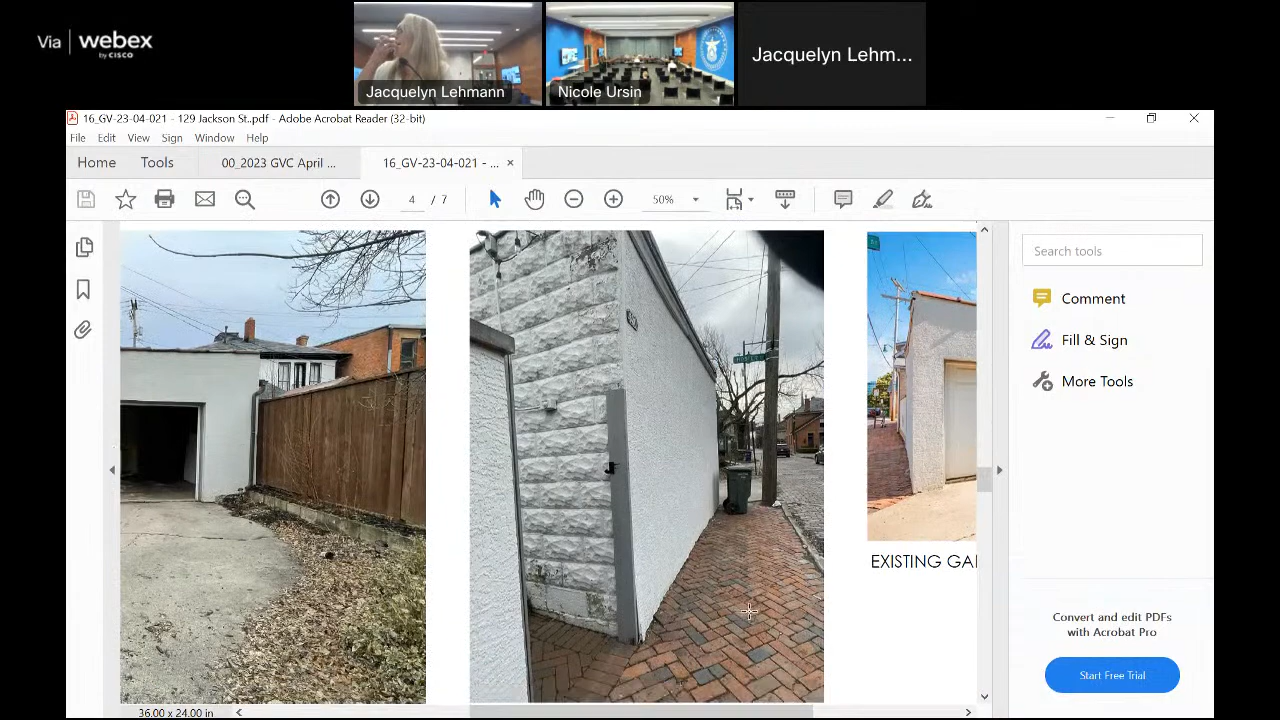 Via webex
by CISCO
Jacquelyn Lehmann
Nicole Ursin
Jacquelyn Lehm...
16_GV-23-04-021 - 129 Jackson St..pdf - Adobe Acrobat Reader (32-bit)
File Edit View Sign Window Help
Home Tools 00_2023 GVC April ... 16_GV-23-04-021 - ... ×
4 / 7 50%
Search tools
Comment
Fill & Sign
More Tools
EXISTING GA
Convert and edit PDFs
with Acrobat Pro
Start Free Trial
36.00 x 24.00 in